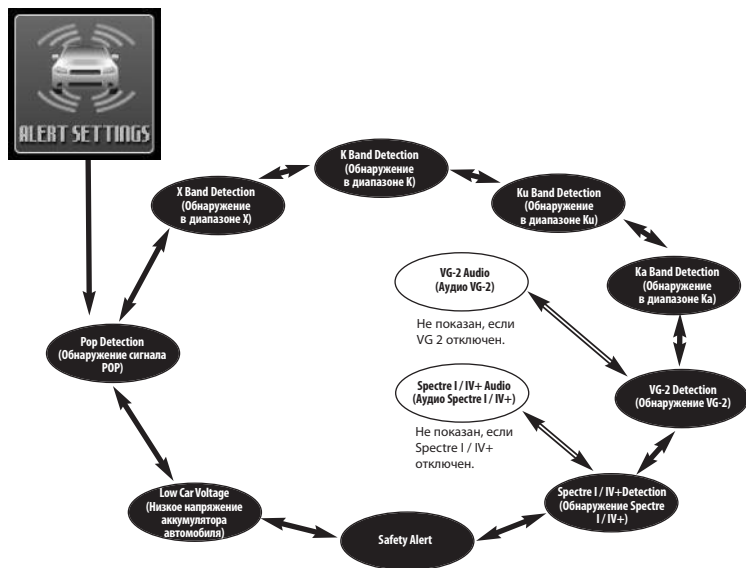 ALERT SETTINGS
K Band Detection
(Обнаружение
в диапазоне K)
X Band Detection
(Обнаружение
в диапазоне X)
Ku Band Detection
(Обнаружение
в диапазоне Ku)
VG-2 Audio
(Аудио VG-2)
Ka Band Detection
(Обнаружение
в диапазоне Ka)
Не показан, если
VG 2 отключен.
Pop Detection
(Обнаружение сигнала
POP)
Spectre I / IV+ Audio
(Аудио Spectre I / IV+)
VG-2 Detection
(Обнаружение VG-2)
Не показан, если
Spectre I / IV+
отключен.
Low Car Voltage
(Низкое напряжение
аккумулятора
автомобиля)
Spectre I / IV+Detection
(Обнаружение Spectre
I / IV+)
Safety Alert